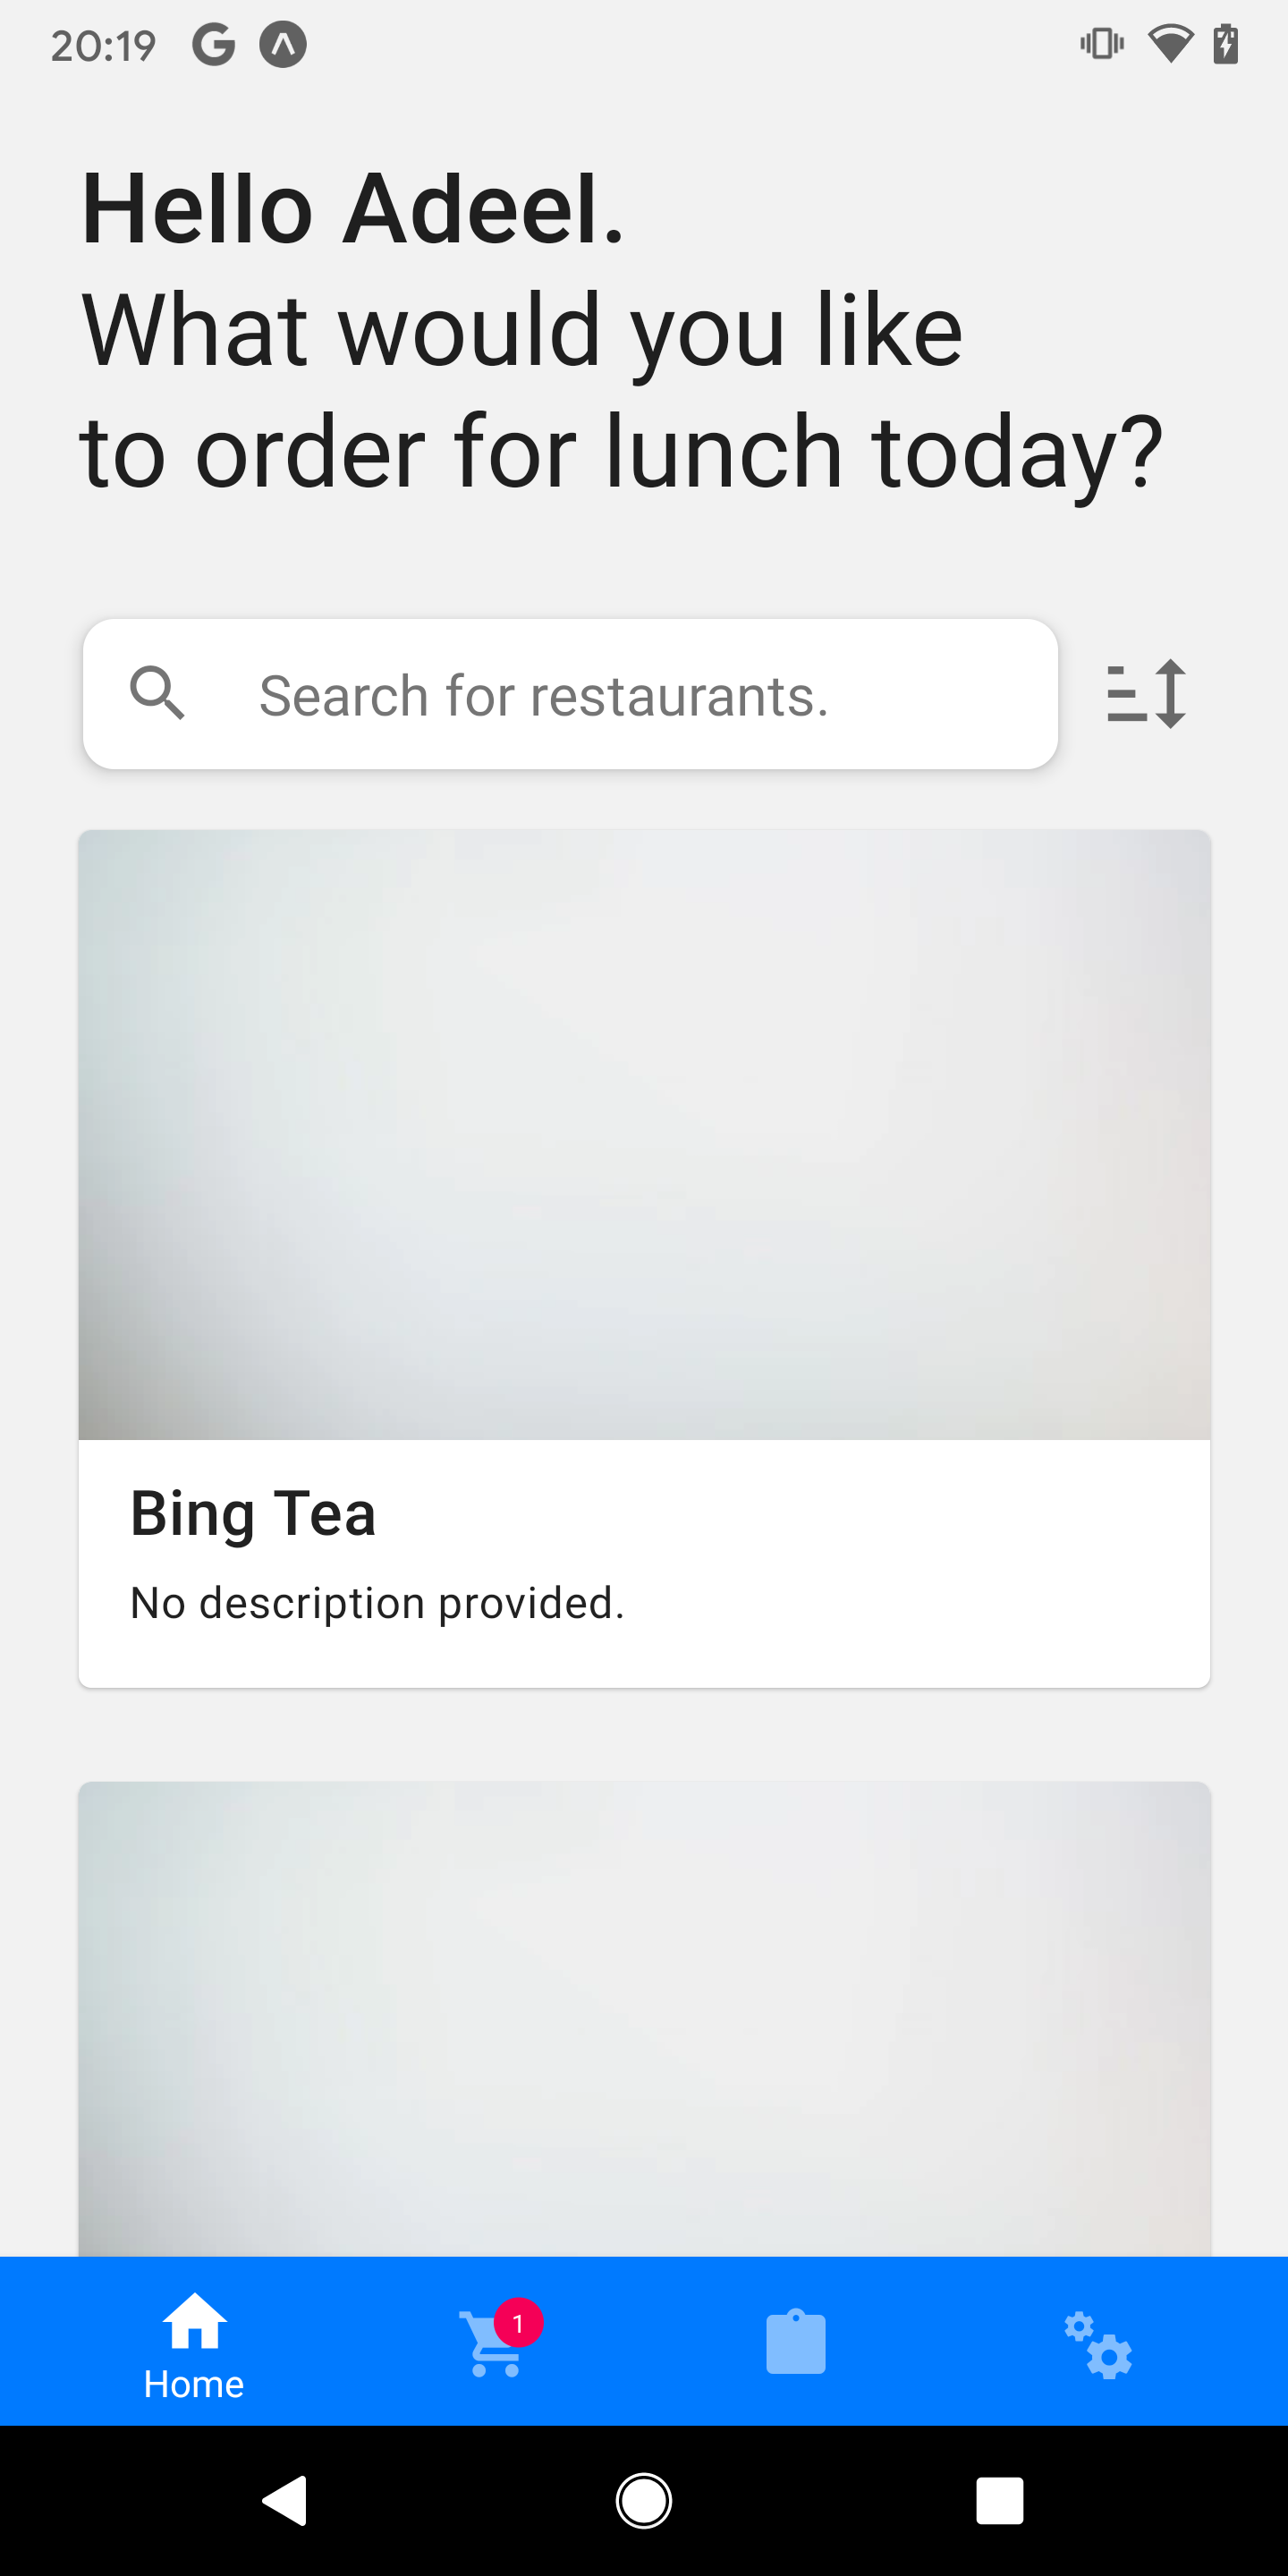 20:19
Hello Adeel.
What would you like
to order for lunch today?
Search for restaurants.
Bing Tea
No description provided.
1
Home